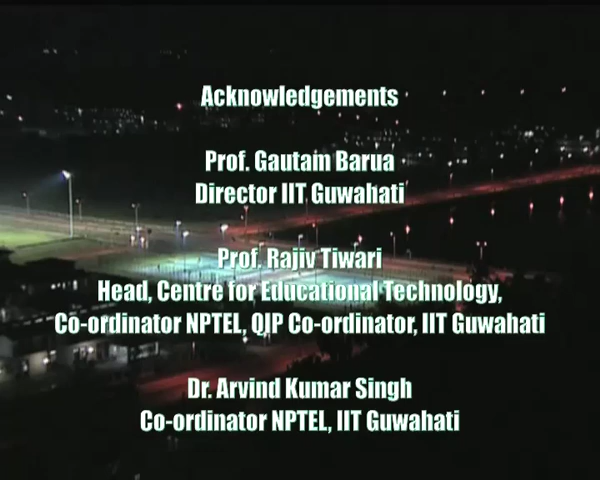 Acknowledgements
Prof. Gautam Barua
Director IIT Guwahati
Prof. Rajiv Tiwari
Head, Centre for Educational Technology,
Co-ordinator NPTEL, QIP Co-ordinator, IIT Guwahati
Dr. Arvind Kumar Singh
Co-ordinator NPTEL, IIT Guwahati